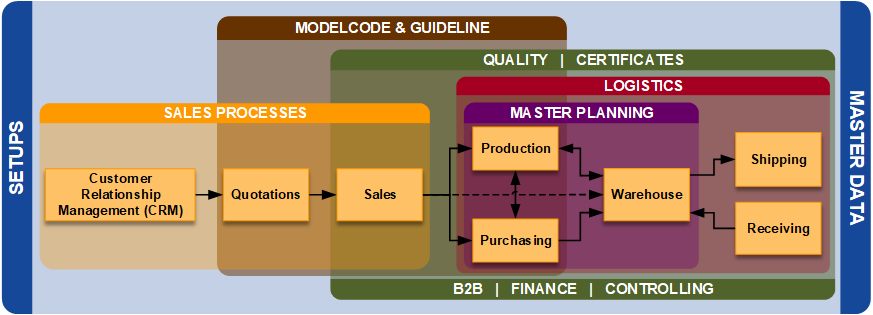 MODELCODE & GUIDELINE
QUALITY | CERTIFICATES
LOGISTICS
SALES PROCESSES
MASTER PLANNING
SETUPS
Customer
Relationship
Management (CRM)
Quotations
Sales
Production
Purchasing
Warehouse
Shipping
Receiving
MASTER DATA
B2B | FINANCE | CONTROLLING